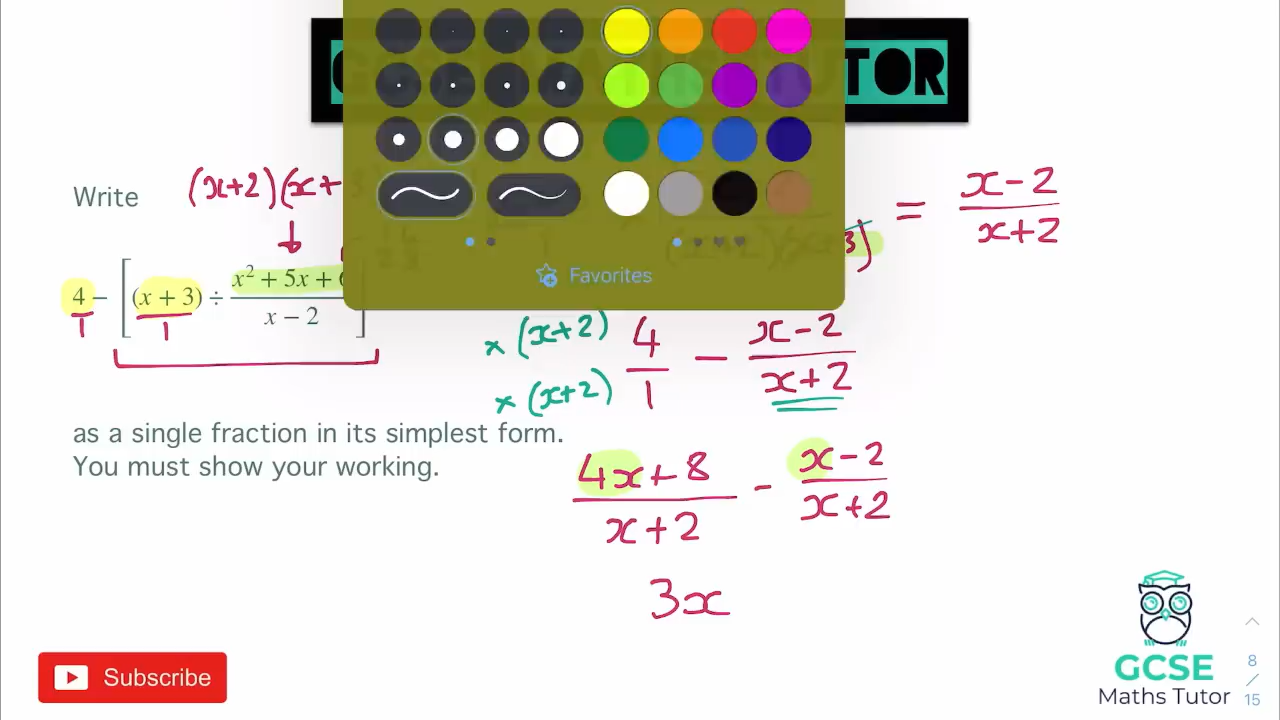 TUTOR
Write (x+2)(x+
= x-2 / x+2
4 - [(x + 3) ÷ x² + 5x + 6 / x - 2]
1 1
Favorites
× (x+2) 4 - x-2
× (x+2) 1 x+2
as a single fraction in its simplest form.
You must show your working.
4x+8 - x-2
x+2 x+2
3x
Subscribe
GCSE
Maths Tutor
8
/
15